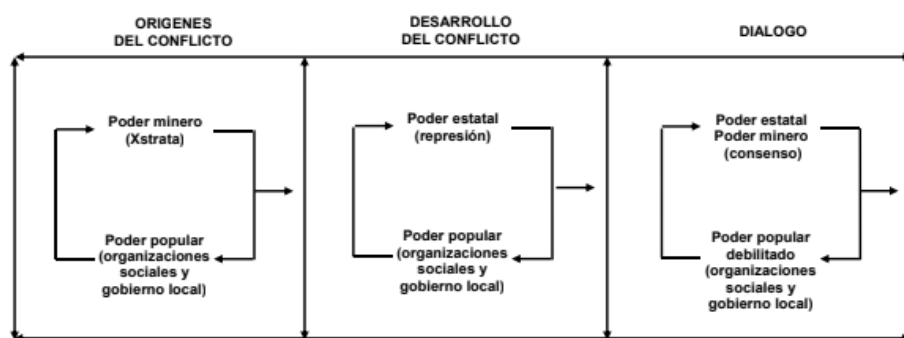 ORIGENES
DEL CONFLICTO
DESARROLLO
DEL CONFLICTO
DIALOGO
Poder minero
(Xstrata)
Poder popular
(organizaciones
sociales y
gobierno local)
Poder estatal
(represión)
Poder popular
(organizaciones
sociales y
gobierno local)
Poder estatal
Poder minero
(consenso)
Poder popular
debilitado
(organizaciones
sociales y
gobierno local)